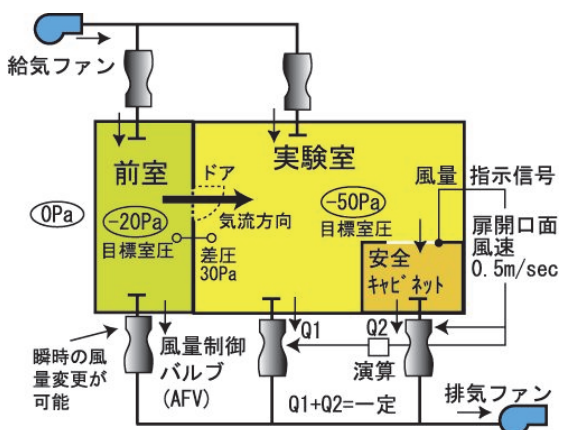 給気ファン
前室
ドア
実験室
風量
指示信号
0Pa
-20Pa
目標室圧
気流方向
-50Pa
目標室圧
扉開口面
風速
0.5m/sec
差圧
30Pa
安全
ｷｬﾋﾞﾈｯﾄ
瞬時の風
量変更が
可能
風量制御
バルブ
(AFV)
Q1
Q2
演算
Q1+Q2=一定
排気ファン